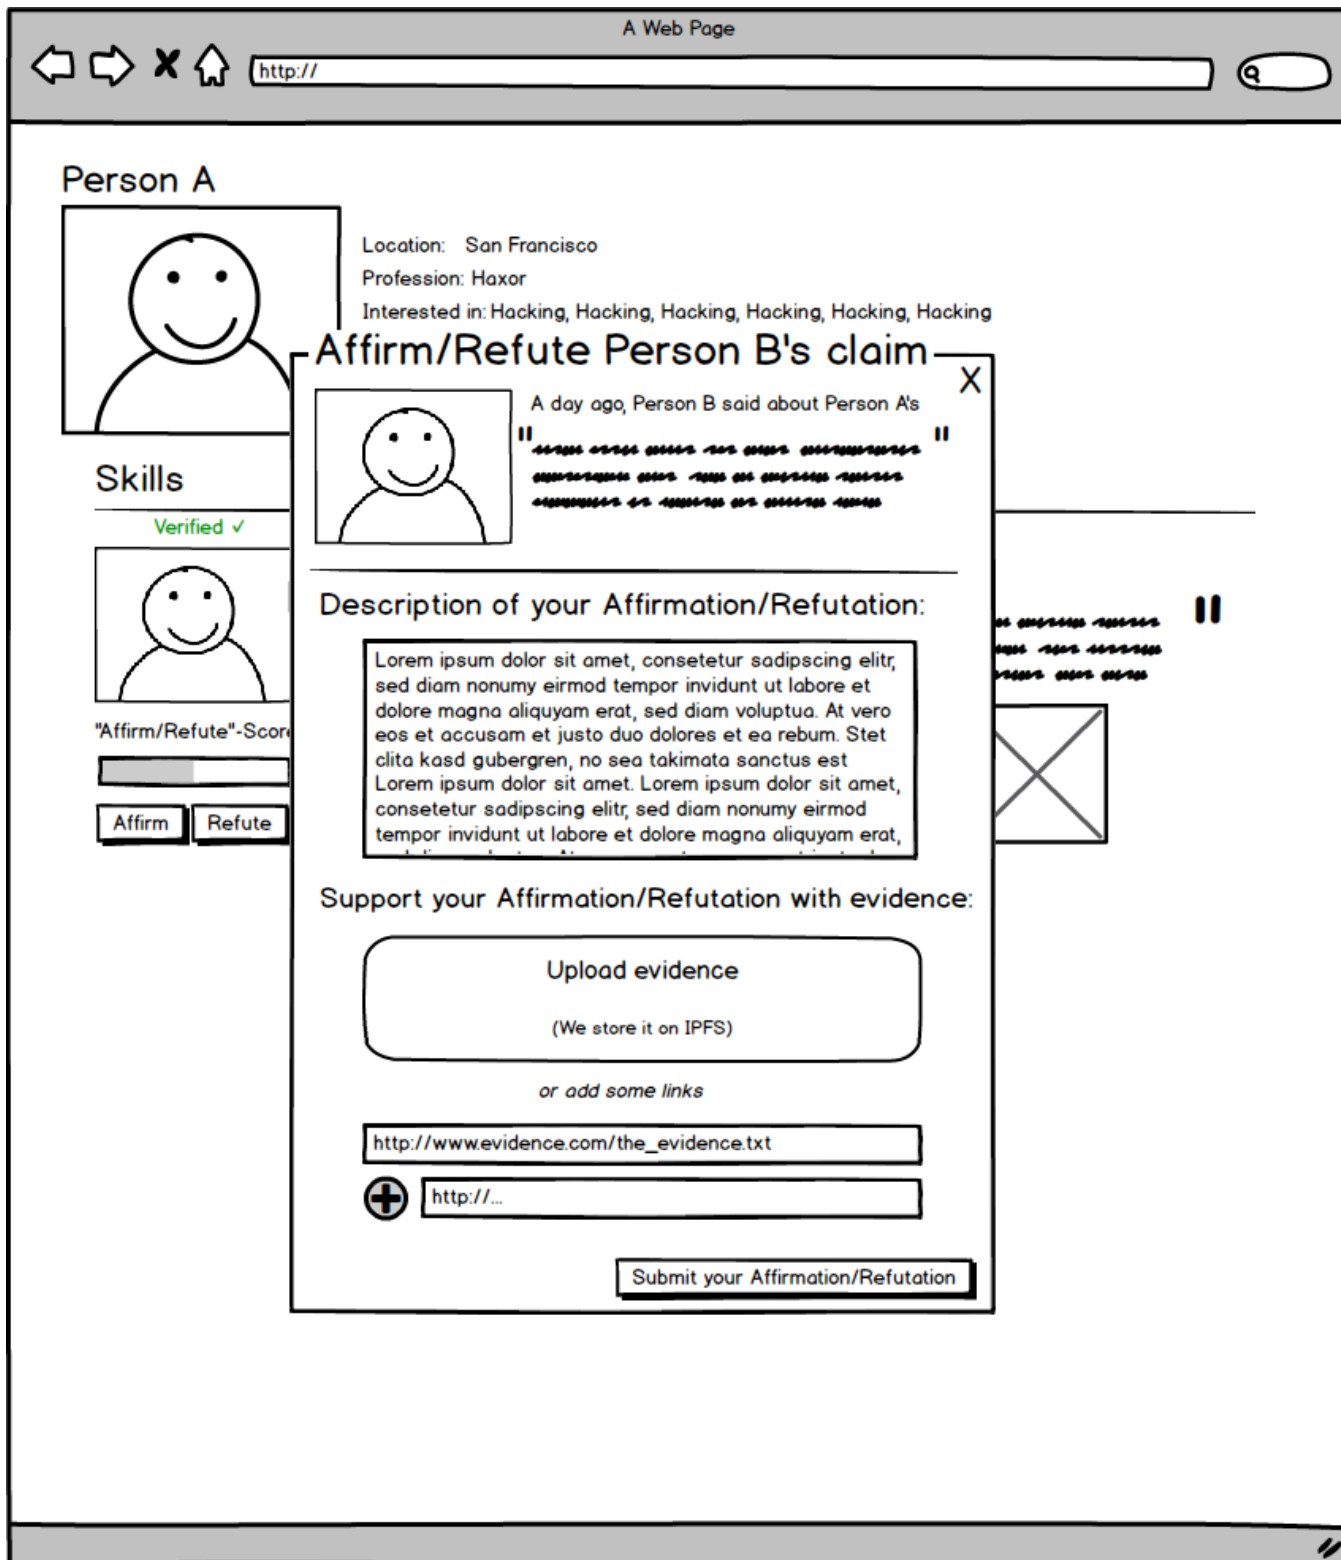 A Web Page
http://
Person A
Location: San Francisco
Profession: Haxor
Interested in: Hacking, Hacking, Hacking, Hacking, Hacking, Hacking
Affirm/Refute Person B's claim
X
A day ago, Person B said about Person A's
" "
Skills
Verified ✓
"
"Affirm/Refute"-Score
Affirm Refute
Description of your Affirmation/Refutation:
Lorem ipsum dolor sit amet, consetetur sadipscing elitr,
sed diam nonumy eirmod tempor invidunt ut labore et
dolore magna aliquyam erat, sed diam voluptua. At vero
eos et accusam et justo duo dolores et ea rebum. Stet
clita kasd gubergren, no sea takimata sanctus est
Lorem ipsum dolor sit amet. Lorem ipsum dolor sit amet,
consetetur sadipscing elitr, sed diam nonumy eirmod
tempor invidunt ut labore et dolore magna aliquyam erat,
Support your Affirmation/Refutation with evidence:
Upload evidence
(We store it on IPFS)
or add some links
http://www.evidence.com/the_evidence.txt
http://...
Submit your Affirmation/Refutation